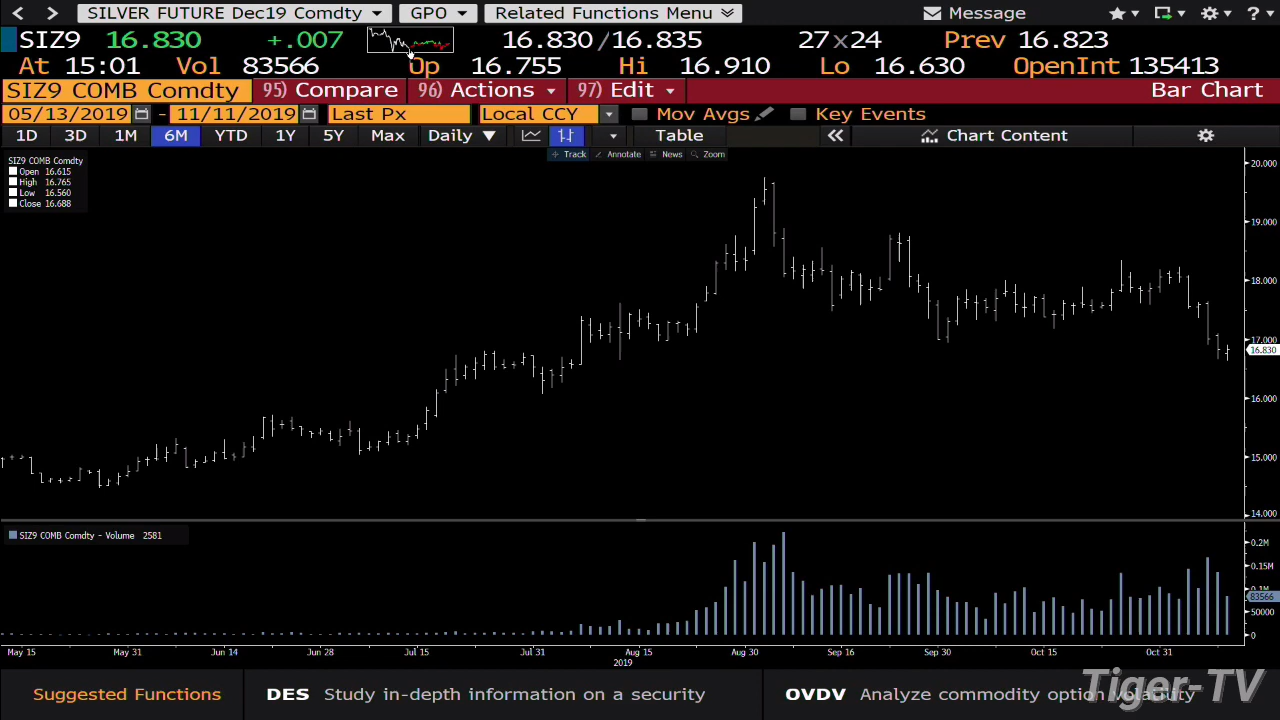 SILVER FUTURE Dec19 Comdty GPO Related Functions Menu Message ?
SIZ9 16.830 +.007 16.830/16.835 27x24 Prev 16.823
At 15:01 Vol 83566 Op 16.755 Hi 16.910 Lo 16.630 OpenInt 135413
SIZ9 COMB Comdty 95) Compare 96) Actions 97) Edit Bar Chart
05/13/2019 - 11/11/2019 Last Px Local CCY Mov Avgs Key Events
1D 3D 1M 6M YTD 1Y 5Y Max Daily ▼ Table Chart Content
Track Annotate News Zoom
SIZ9 COMB Comdty
Open 16.615
High 16.765
Low 16.560
Close 16.688
20.000
19.000
18.000
17.000
16.830
16.000
15.000
14.000
SIZ9 COMB Comdty - Volume 2581
0.2M
0.15M
0.1M
83566
50000
0
May 15 May 31 Jun 14 Jun 28 Jul 15 Jul 31 Aug 15 Aug 30 Sep 16 Sep 30 Oct 15 Oct 31
2019
Suggested Functions DES Study in-depth information on a security OVDV Analyze commodity option volatility
Tiger-TV